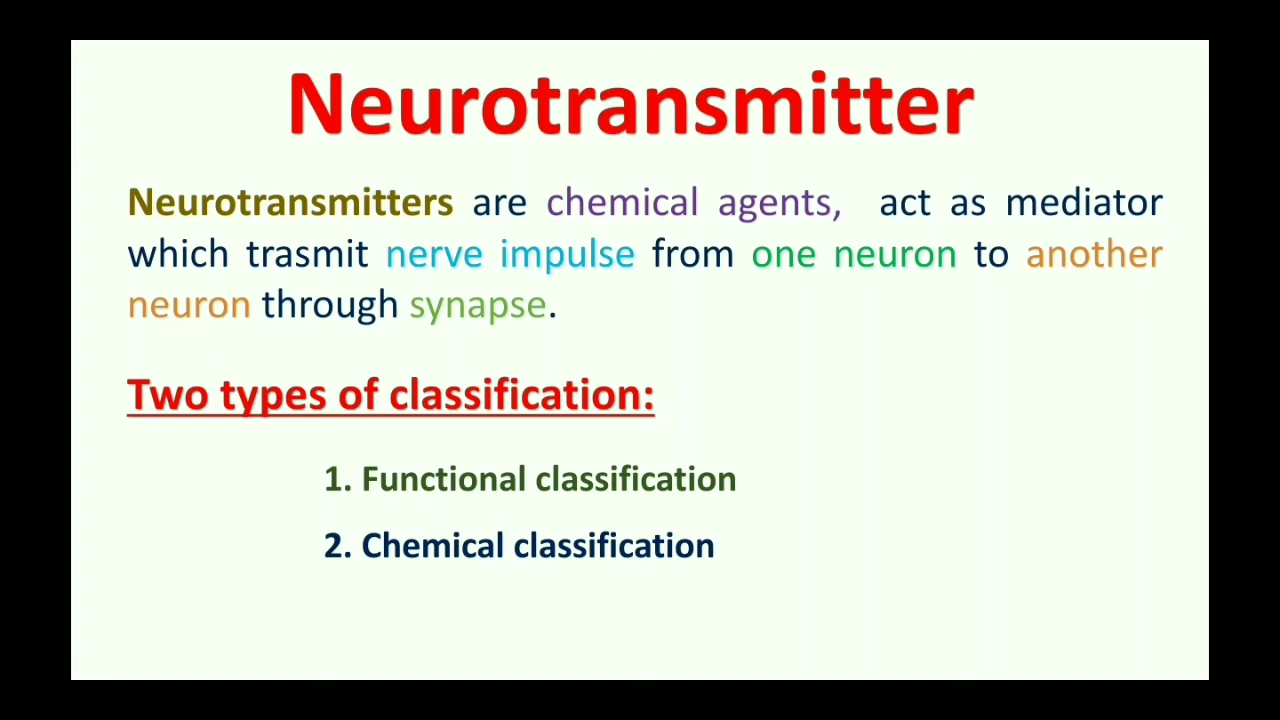 Neurotransmitter
Neurotransmitters are chemical agents, act as mediator
which trasmit nerve impulse from one neuron to another
neuron through synapse.
Two types of classification:
1. Functional classification
2. Chemical classification